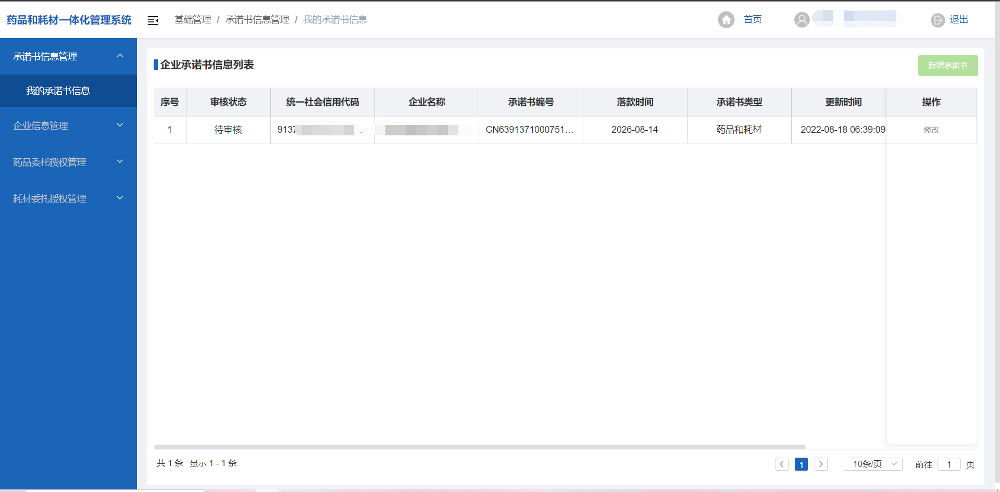 药品和耗材一体化管理系统
基础管理 / 承诺书信息管理 / 我的承诺书信息
首页
退出
承诺书信息管理
我的承诺书信息
企业信息管理
药品委托授权管理
耗材委托授权管理
企业承诺书信息列表
新增承诺书
序号 审核状态 统一社会信用代码 企业名称 承诺书编号 落款时间 承诺书类型 更新时间 操作
1 待审核 9137 . CN6391371000751... 2026-08-14 药品和耗材 2022-08-18 06:39:09 修改
共 1 条 显示 1 - 1 条
1 10条/页 前往 1 页